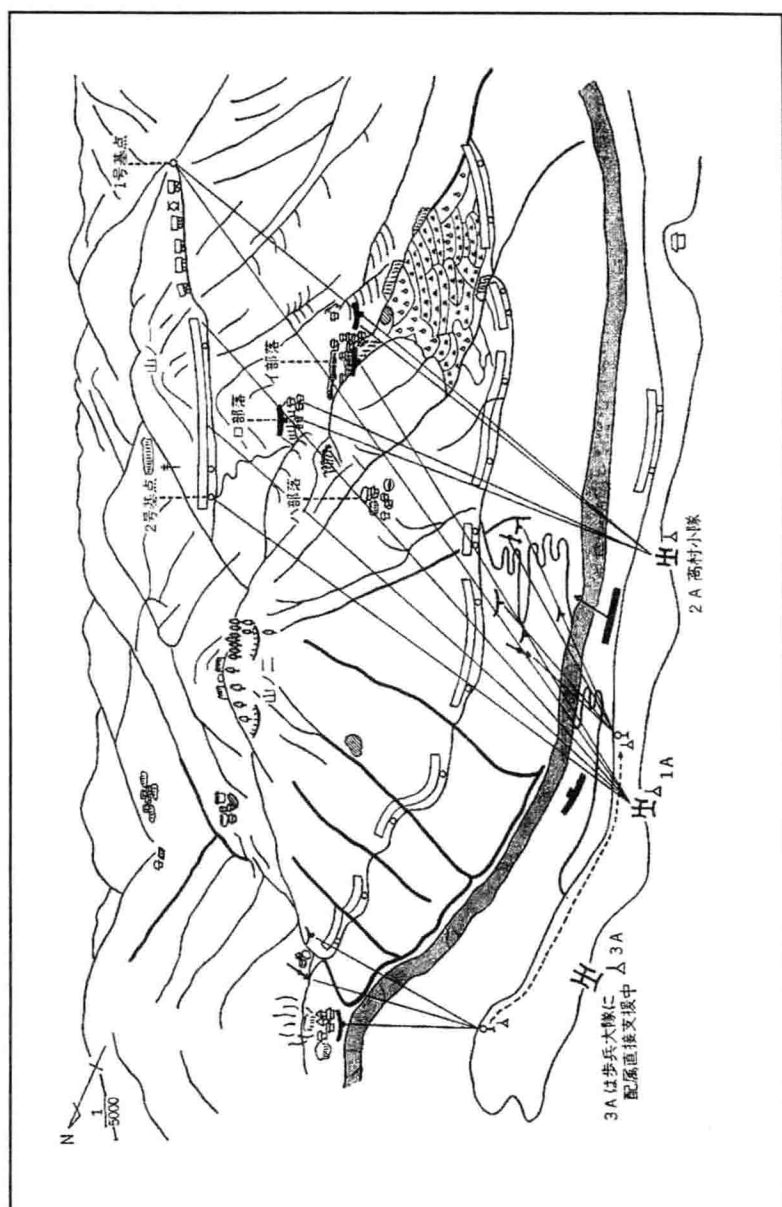 N
1/5000
1号基点
山ノ一
2号基点
イ部落
ロ部落
ハ部落
山ノ二
2A 高村小隊
1A
3A
3Aは歩兵大隊に
配属直接支援中